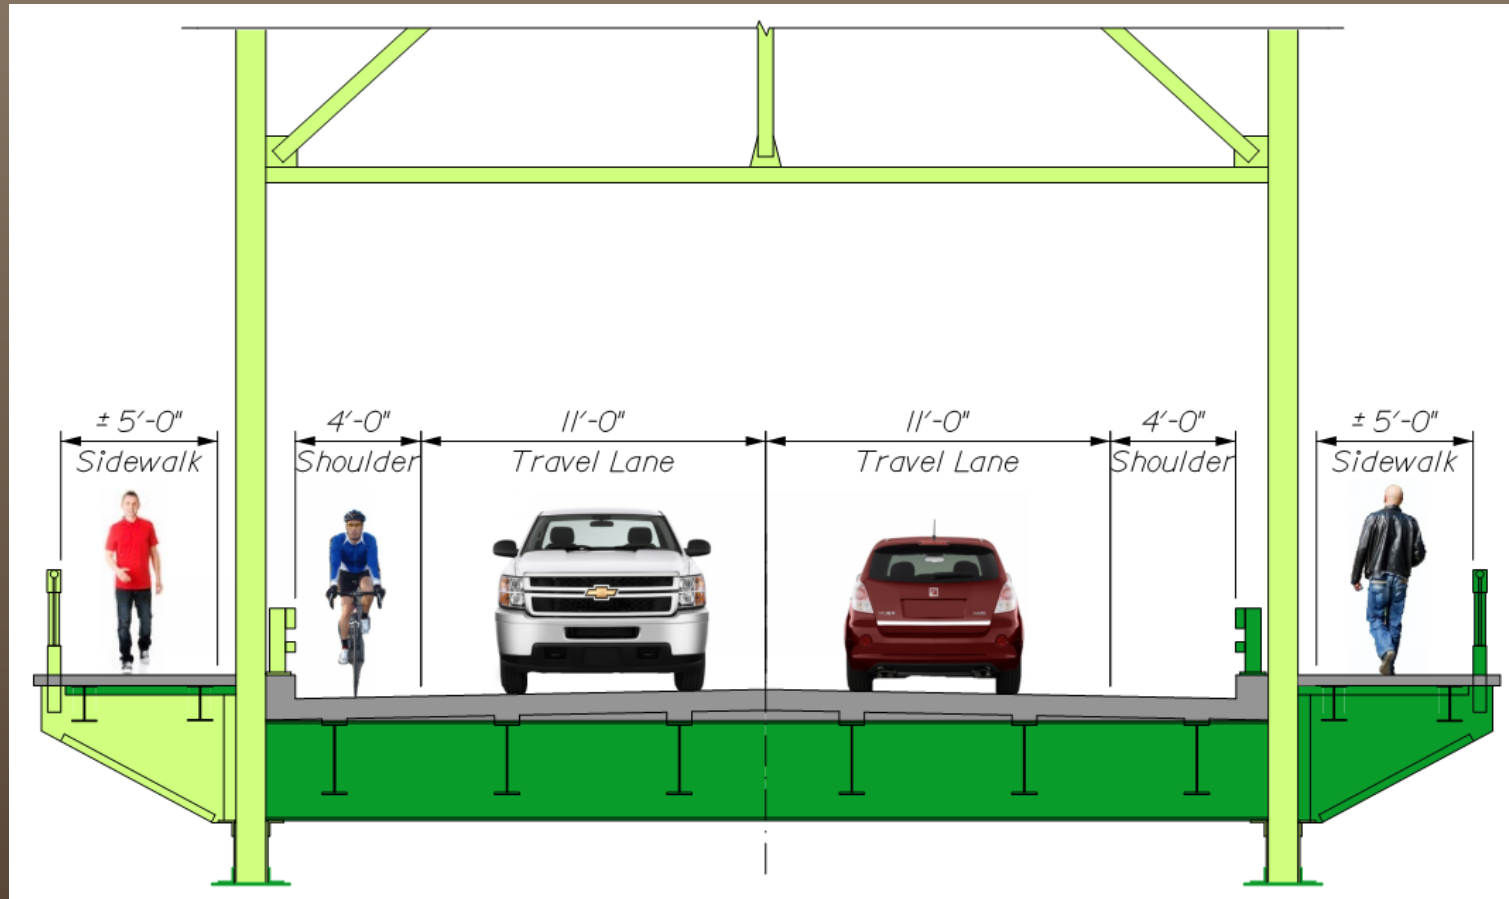 ± 5'-0" 4'-0" 11'-0" 11'-0" 4'-0" ± 5'-0"
Sidewalk Shoulder Travel Lane Travel Lane Shoulder Sidewalk